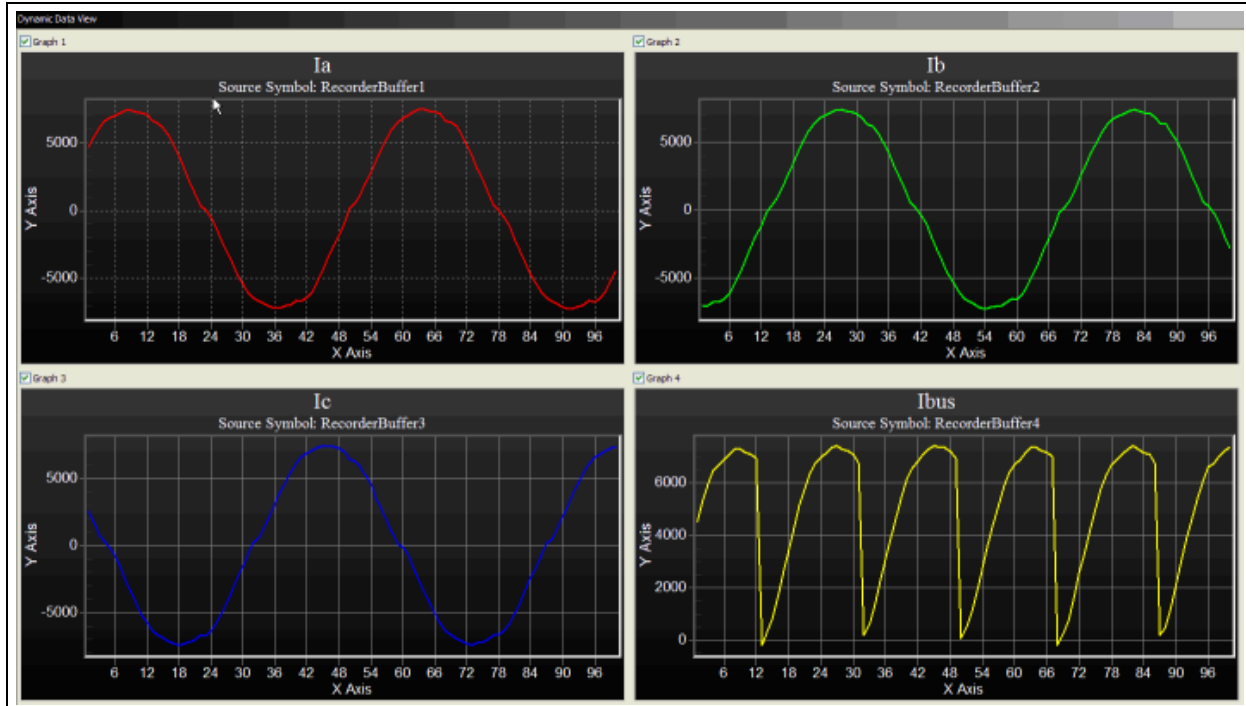 Dynamic Data View
Graph 1
Ia
Source Symbol: RecorderBuffer1
5000
0
-5000
Y Axis
6 12 18 24 30 36 42 48 54 60 66 72 78 84 90 96
X Axis
Graph 2
Ib
Source Symbol: RecorderBuffer2
5000
0
-5000
Y Axis
6 12 18 24 30 36 42 48 54 60 66 72 78 84 90 96
X Axis
Graph 3
Ic
Source Symbol: RecorderBuffer3
5000
0
-5000
Y Axis
6 12 18 24 30 36 42 48 54 60 66 72 78 84 90 96
X Axis
Graph 4
Ibus
Source Symbol: RecorderBuffer4
6000
4000
2000
0
Y Axis
6 12 18 24 30 36 42 48 54 60 66 72 78 84 90 96
X Axis